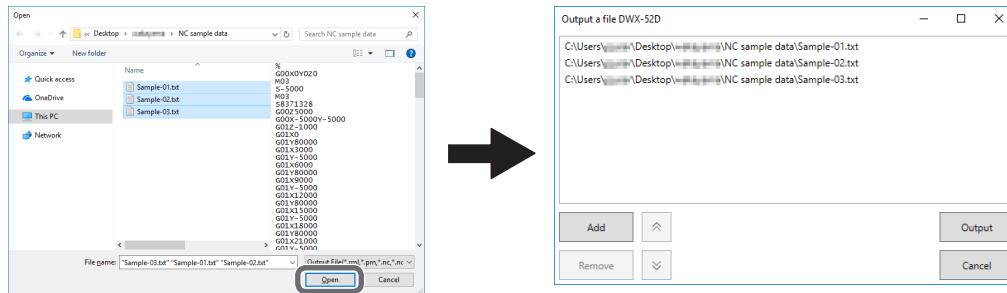 Open
« Desktop › › NC sample data
Search NC sample data
Organize
New folder
Quick access
OneDrive
This PC
Network
Name
Sample-01.txt
Sample-02.txt
Sample-03.txt
%
G00X0Y0Z0
M03
S-5000
M03
S8371328
G00Z5000
G00X-5000Y-5000
G01Z-1000
G01X0
G01Y80000
G01X3000
G01Y-5000
G01X6000
G01Y80000
G01X9000
G01Y-5000
G01X12000
G01Y80000
G01X15000
G01Y-5000
G01X18000
G01Y80000
G01X21000
G01Y-5000
File name:
"Sample-03.txt" "Sample-01.txt" "Sample-02.txt"
Output File(*.rml,*.prn,*.nc,*.nc
Open
Cancel
Output a file DWX-52D
C:\Users\ \Desktop\ \NC sample data\Sample-01.txt
C:\Users\ \Desktop\ \NC sample data\Sample-02.txt
C:\Users\ \Desktop\ \NC sample data\Sample-03.txt
Add
Output
Remove
Cancel